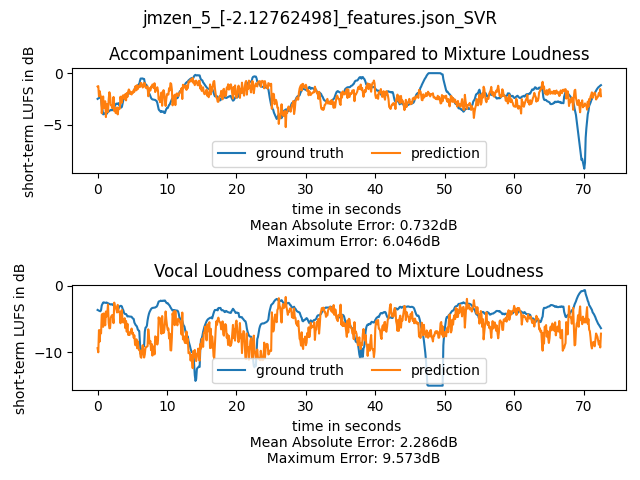 jmzen_5_[-2.12762498]_features.json_SVR
Accompaniment Loudness compared to Mixture Loudness
short-term LUFS in dB
0
−5
ground truth
prediction
0 10 20 30 40 50 60 70
time in seconds
Mean Absolute Error: 0.732dB
Maximum Error: 6.046dB
Vocal Loudness compared to Mixture Loudness
short-term LUFS in dB
0
−10
ground truth
prediction
0 10 20 30 40 50 60 70
time in seconds
Mean Absolute Error: 2.286dB
Maximum Error: 9.573dB